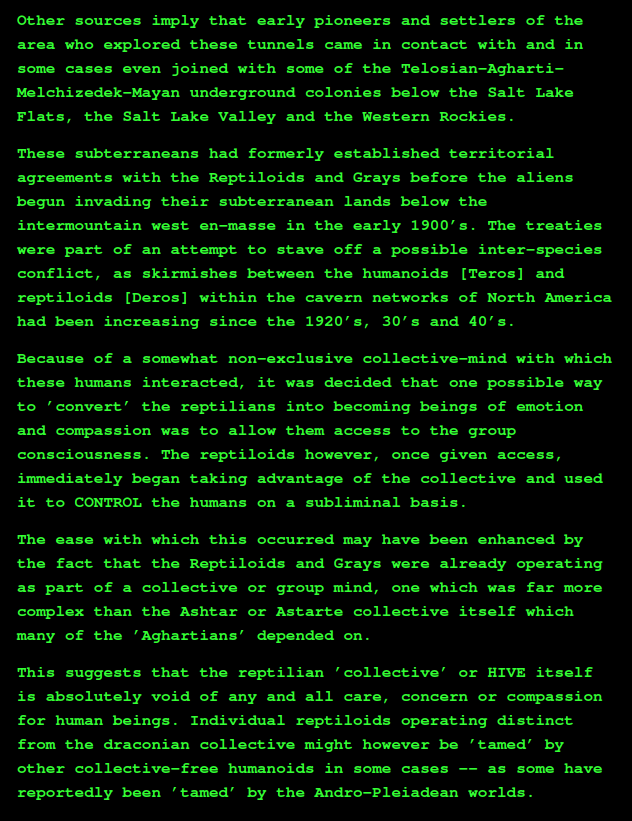 Other sources imply that early pioneers and settlers of the
area who explored these tunnels came in contact with and in
some cases even joined with some of the Telosian-Agharti-
Melchizedek-Mayan underground colonies below the Salt Lake
Flats, the Salt Lake Valley and the Western Rockies.
These subterraneans had formerly established territorial
agreements with the Reptiloids and Grays before the aliens
begun invading their subterranean lands below the
intermountain west en-masse in the early 1900's. The treaties
were part of an attempt to stave off a possible inter-species
conflict, as skirmishes between the humanoids [Teros] and
reptiloids [Deros] within the cavern networks of North America
had been increasing since the 1920's, 30's and 40's.
Because of a somewhat non-exclusive collective-mind with which
these humans interacted, it was decided that one possible way
to 'convert' the reptilians into becoming beings of emotion
and compassion was to allow them access to the group
consciousness. The reptiloids however, once given access,
immediately began taking advantage of the collective and used
it to CONTROL the humans on a subliminal basis.
The ease with which this occurred may have been enhanced by
the fact that the Reptiloids and Grays were already operating
as part of a collective or group mind, one which was far more
complex than the Ashtar or Astarte collective itself which
many of the 'Aghartians' depended on.
This suggests that the reptilian 'collective' or HIVE itself
is absolutely void of any and all care, concern or compassion
for human beings. Individual reptiloids operating distinct
from the draconian collective might however be 'tamed' by
other collective-free humanoids in some cases -- as some have
reportedly been 'tamed' by the Andro-Pleiadean worlds.